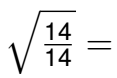 √(14/14) =